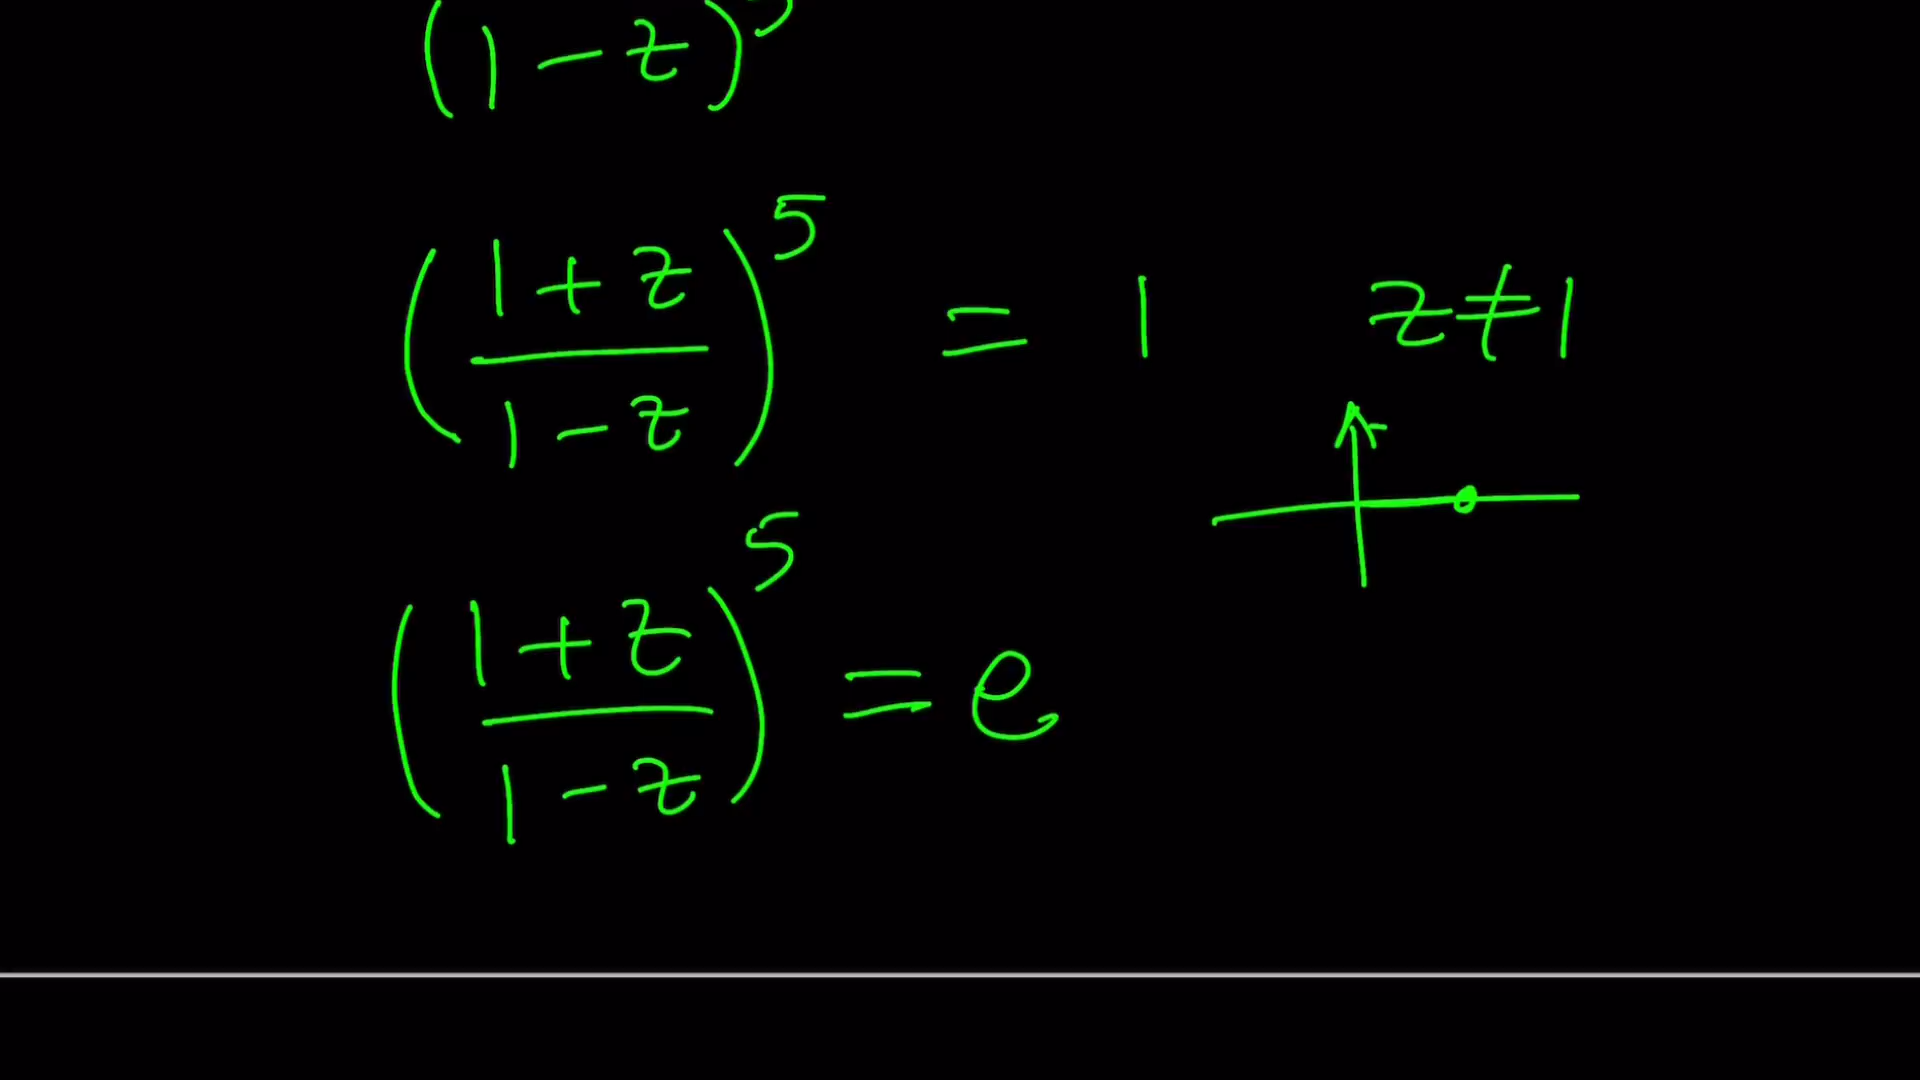 (1 - z)^5
((1 + z)/(1 - z))^5 = 1 z ≠ 1
((1 + z)/(1 - z))^5 = e